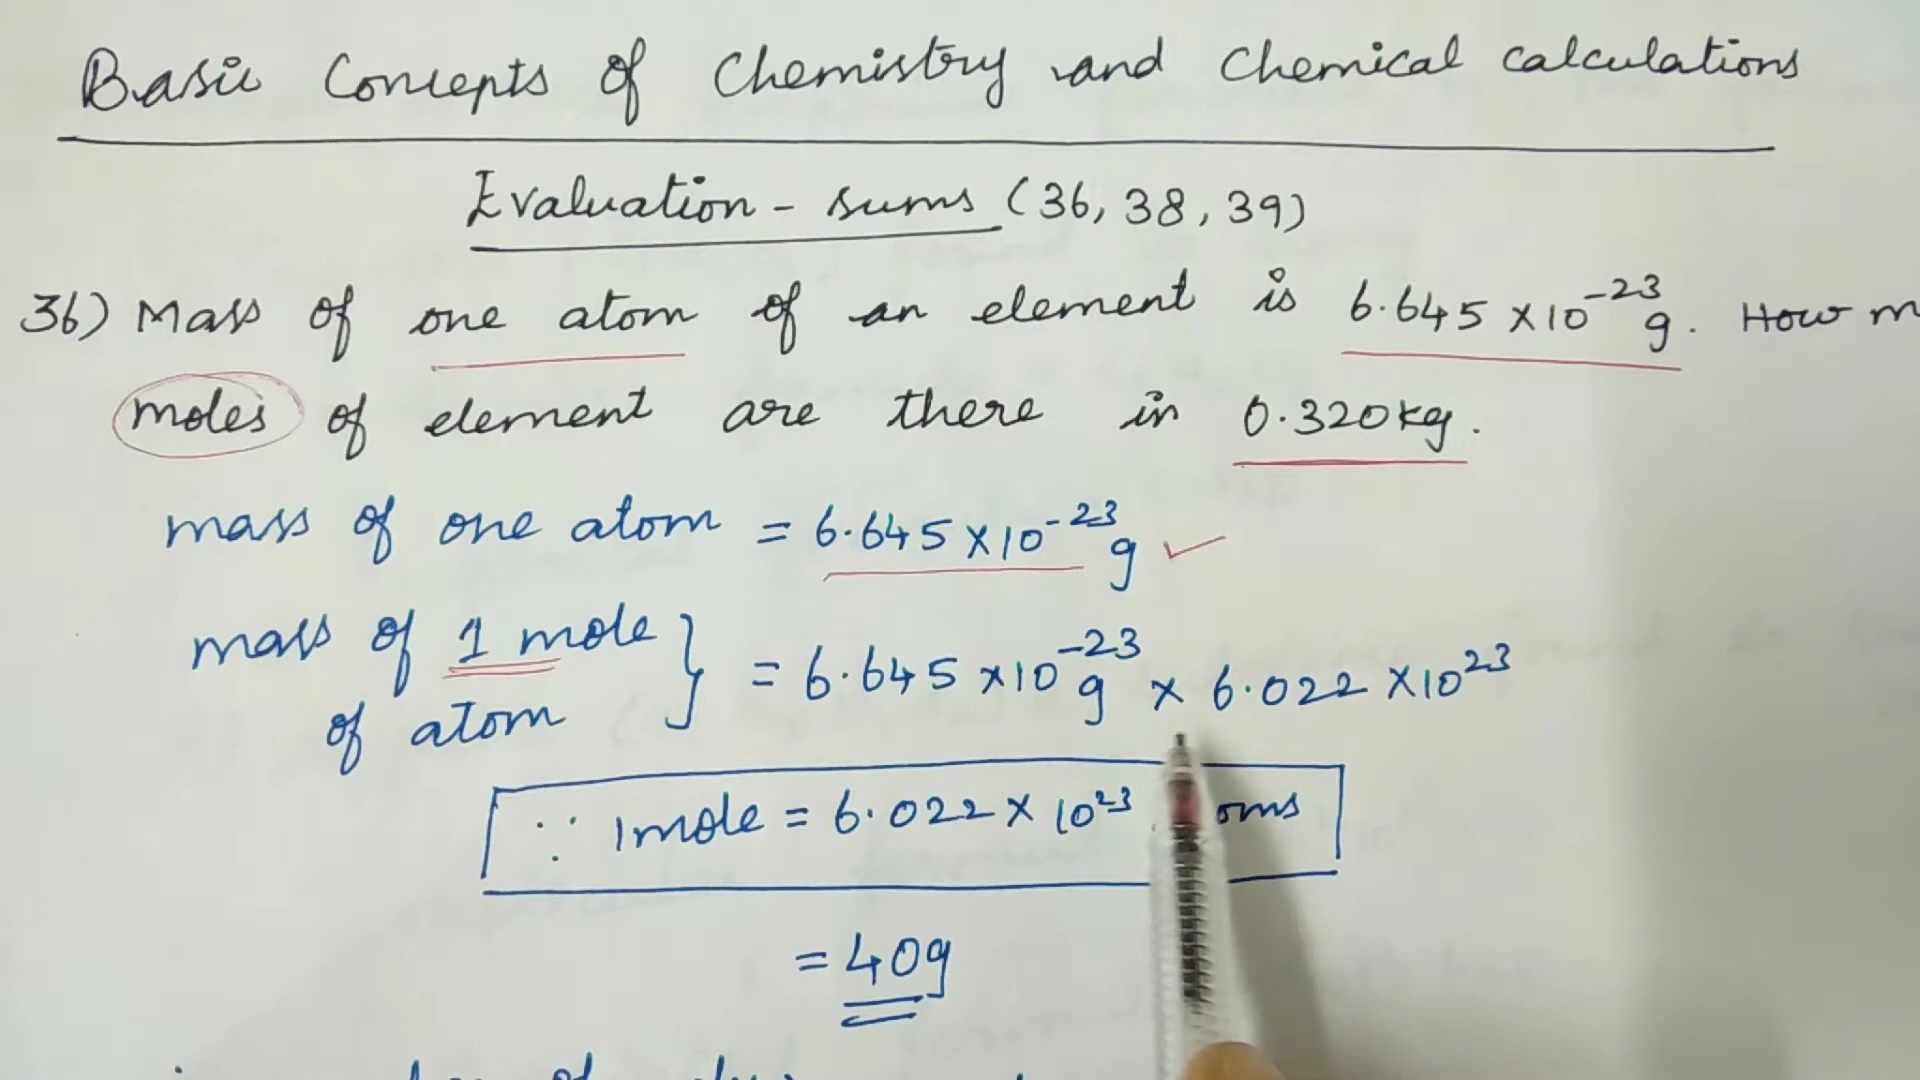 Basic Concepts of Chemistry and Chemical calculations
Evaluation - sums (36, 38, 39)
36) Mass of one atom of an element is 6.645 × 10⁻²³ g. How m
moles of element are there in 0.320 kg.
mass of one atom = 6.645 × 10⁻²³ g ✓
mass of 1 mole of atom } = 6.645 × 10⁻²³ g × 6.022 × 10²³
∵ 1 mole = 6.022 × 10²³ oms
= 40g
of